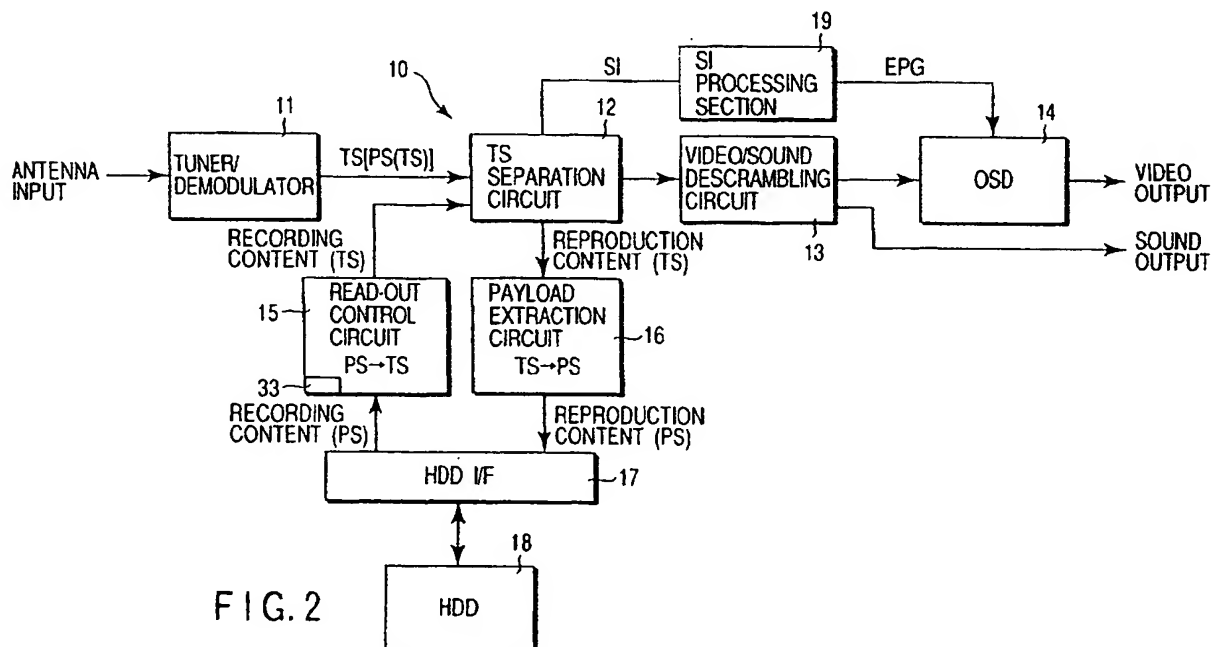 19
SI
SI
PROCESSING
SECTION
EPG
10
11
12
14
ANTENNA
INPUT
TUNER/
DEMODULATOR
TS[PS(TS)]
TS
SEPARATION
CIRCUIT
VIDEO/SOUND
DESCRAMBLING
CIRCUIT
13
OSD
VIDEO
OUTPUT
SOUND
OUTPUT
RECORDING
CONTENT (TS)
REPRODUCTION
CONTENT (TS)
15
READ-OUT
CONTROL
CIRCUIT
PS→TS
33
PAYLOAD
EXTRACTION
CIRCUIT
TS→PS
16
RECORDING
CONTENT (PS)
REPRODUCTION
CONTENT (PS)
HDD I/F
17
18
HDD
FIG. 2